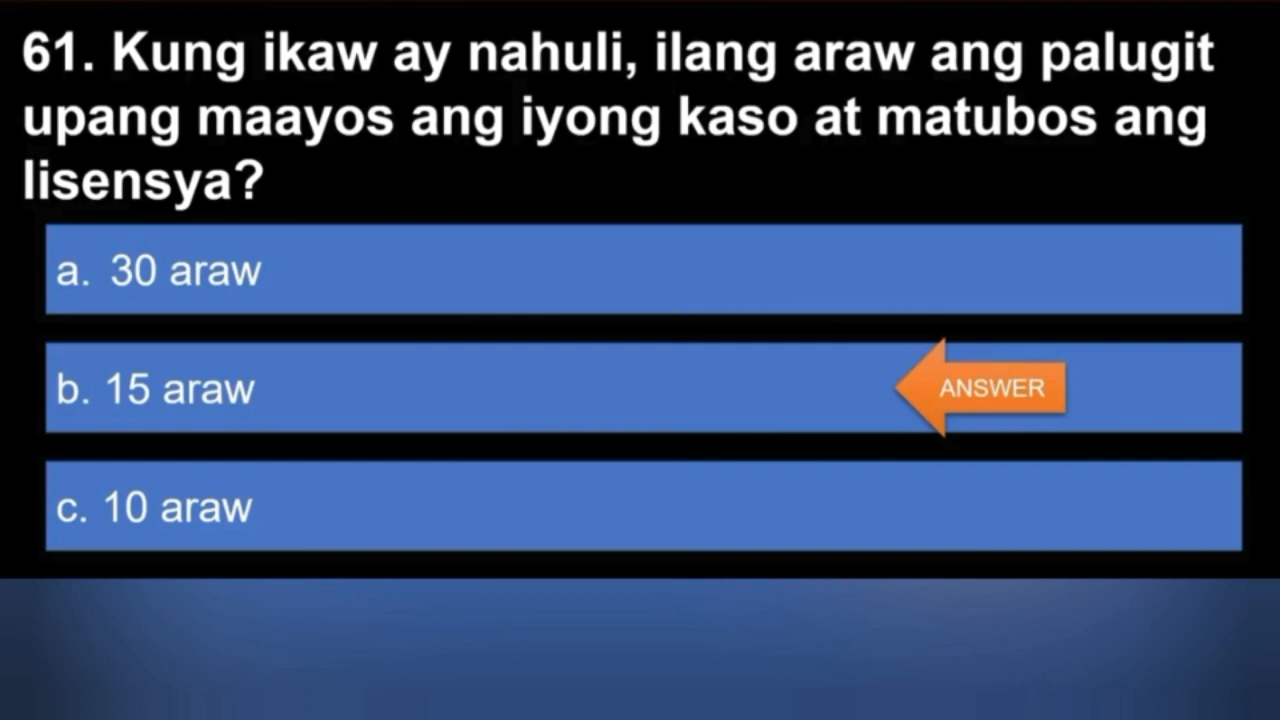 61. Kung ikaw ay nahuli, ilang araw ang palugit
upang maayos ang iyong kaso at matubos ang
lisensya?
a. 30 araw
b. 15 araw
ANSWER
c. 10 araw